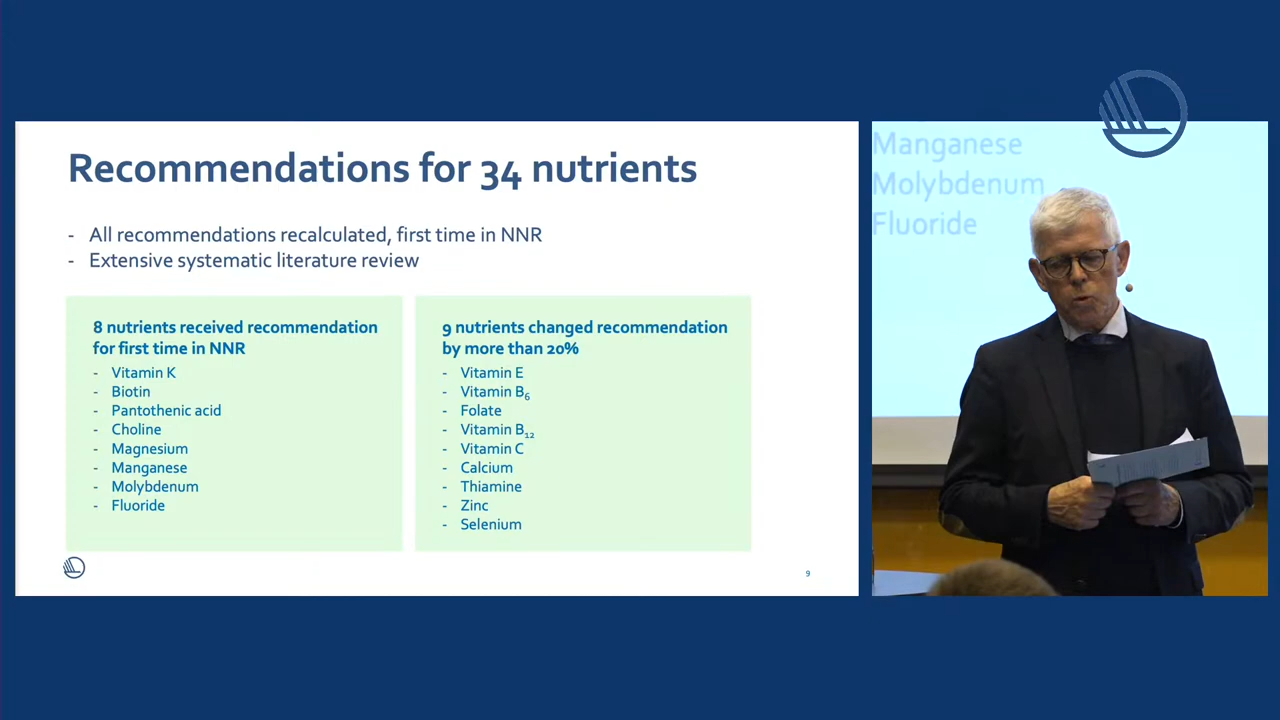 Recommendations for 34 nutrients
- All recommendations recalculated, first time in NNR
- Extensive systematic literature review
8 nutrients received recommendation
for first time in NNR
- Vitamin K
- Biotin
- Pantothenic acid
- Choline
- Magnesium
- Manganese
- Molybdenum
- Fluoride
9 nutrients changed recommendation
by more than 20%
- Vitamin E
- Vitamin B₆
- Folate
- Vitamin B₁₂
- Vitamin C
- Calcium
- Thiamine
- Zinc
- Selenium
9
Manganese
Molybdenum
Fluoride